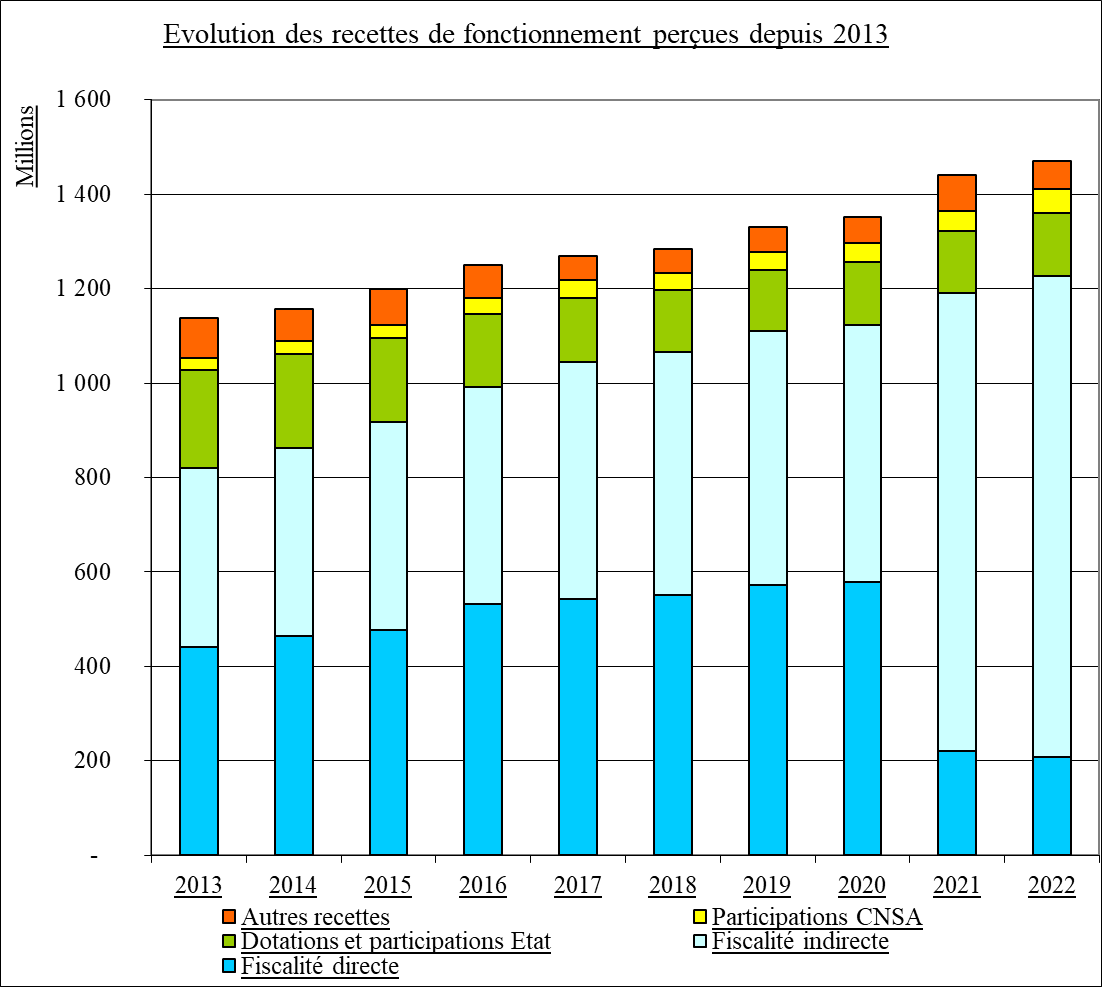 Evolution des recettes de fonctionnement perçues depuis 2013
Millions
1 600
1 400
1 200
1 000
800
600
400
200
-
2013 2014 2015 2016 2017 2018 2019 2020 2021 2022
Autres recettes Participations CNSA
Dotations et participations Etat Fiscalité indirecte
Fiscalité directe